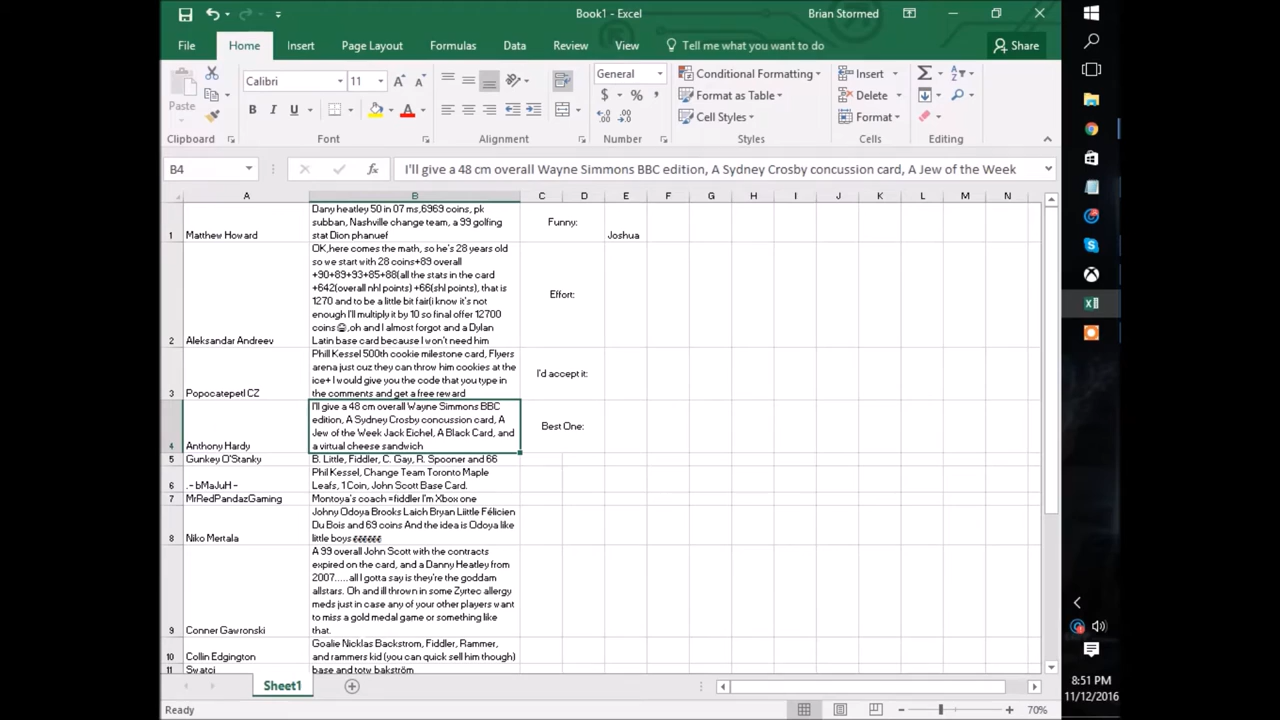 Book1 - Excel
Brian Stormed
File Home Insert Page Layout Formulas Data Review View Tell me what you want to do Share
Calibri 11 General Conditional Formatting Insert
Paste B I U $ % , Format as Table Delete
Cell Styles Format
Clipboard Font Alignment Number Styles Cells Editing
B4 fx I'll give a 48 cm overall Wayne Simmons BBC edition, A Sydney Crosby concussion card, A Jew of the Week
A B C D E F G H I J K L M N
1 Matthew Howard
Dany heatley 50 in 07 ms,6969 coins, pk
subban, Nashville change team, a 99 golfing
stat Dion phanuef
Funny:
Joshua
2 Aleksandar Andreev
OK,here comes the math, so he's 28 years old
so we start with 28 coins+89 overall
+90+89+93+85+88(all the stats in the card
+642(overall nhl points) +66(shl points), that is
1270 and to be a little bit fair(i know it's not
enough I'll multiply it by 10 so final offer 12700
coins 😄,oh and I almost forgot and a Dylan
Latin base card because I won't need him
Effort:
3 Popocatepetl CZ
Phill Kessel 500th cookie milestone card, Flyers
arena just cuz they can throw him cookies at the
ice+ I would give you the code that you type in
the comments and get a free reward
I'd accept it:
4 Anthony Hardy
I'll give a 48 cm overall Wayne Simmons BBC
edition, A Sydney Crosby concussion card, A
Jew of the Week Jack Eichel, A Black Card, and
a virtual cheese sandwich
Best One:
5 Gunkey O'Stanky
B. Little, Fiddler, C. Gay, R. Spooner and 66
6 .- bMaJuH -
Phil Kessel, Change Team Toronto Maple
Leafs, 1 Coin, John Scott Base Card.
7 MrRedPandazGaming
Montoya's coach =fiddler I'm Xbox one
8 Niko Mertala
Johny Odoya Brooks Laich Bryan Liittle Félicien
Du Bois and 69 coins And the idea is Odoya like
little boys
9 Conner Gawronski
A 99 overall John Scott with the contracts
expired on the card, and a Danny Heatley from
2007.....all I gotta say is they're the goddam
allstars. Oh and ill thrown in some Zyrtec allergy
meds just in case any of your other players want
to miss a gold medal game or something like
that.
10 Collin Edgington
Goalie Nicklas Backstrom, Fiddler, Rammer,
and rammers kid (you can quick sell him though)
11 Swatci
base and totw bakström
Sheet1
Ready
70%
8:51 PM
11/12/2016